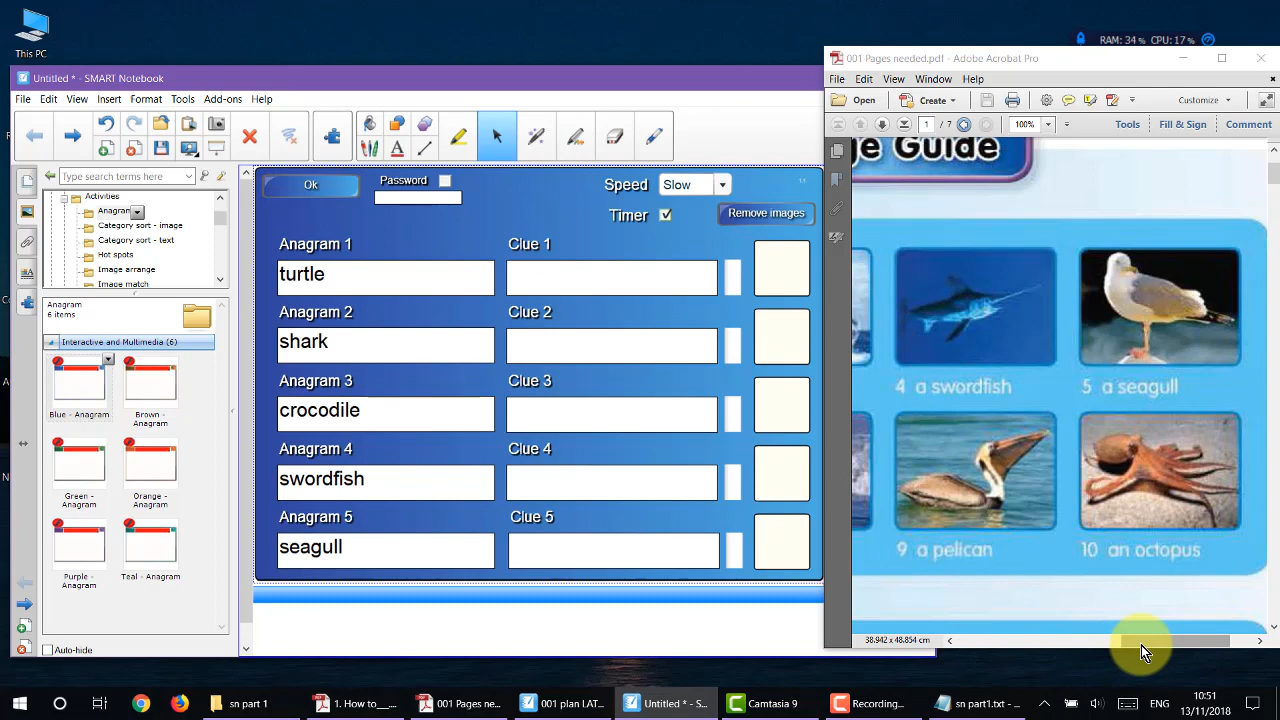 This PC
RAM: 34 % CPU: 17 %
Untitled * - SMART Notebook
File Edit View Insert Format Tools Add-ons Help
Type search terms here
Activities
Anagram
Category sort - image
Category sort - text
Hot spots
Image arrange
Image match
Anagram
6 items
Interactive and Multimedia (6)
Blue - Anagram
Brown - Anagram
Green - Anagram
Orange - Anagram
Purple - Anagram
Teal - Anagram
Auto-hide
Ok
Password
Speed Slow
Timer
Remove images
Anagram 1 Clue 1
turtle
Anagram 2 Clue 2
shark
Anagram 3 Clue 3
crocodile
Anagram 4 Clue 4
swordfish
Anagram 5 Clue 5
seagull
001 Pages needed.pdf - Adobe Acrobat Pro
File Edit View Window Help
Open Create Customize
1 / 7 100% Tools Fill & Sign Comment
ge Guide
4 a swordfish 5 a seagull
9 a pelican 10 an octopus
38.942 x 48.854 cm
sn part 1
1. How to___...
001 Pages ne...
001 plan LAT...
Untitled * - S...
Camtasia 9
Recording...
sn part1.txt - ...
ENG
10:51
13/11/2018